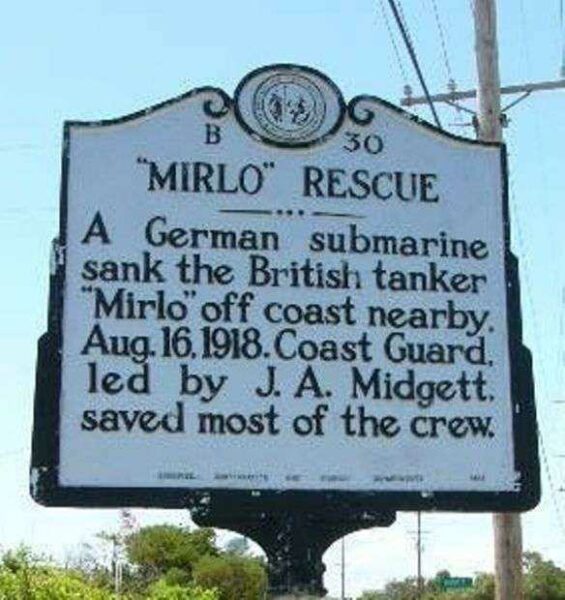 B 30
"MIRLO" RESCUE
A German submarine
sank the British tanker
"Mirlo" off coast nearby.
Aug. 16, 1918. Coast Guard,
led by J. A. Midgett,
saved most of the crew.